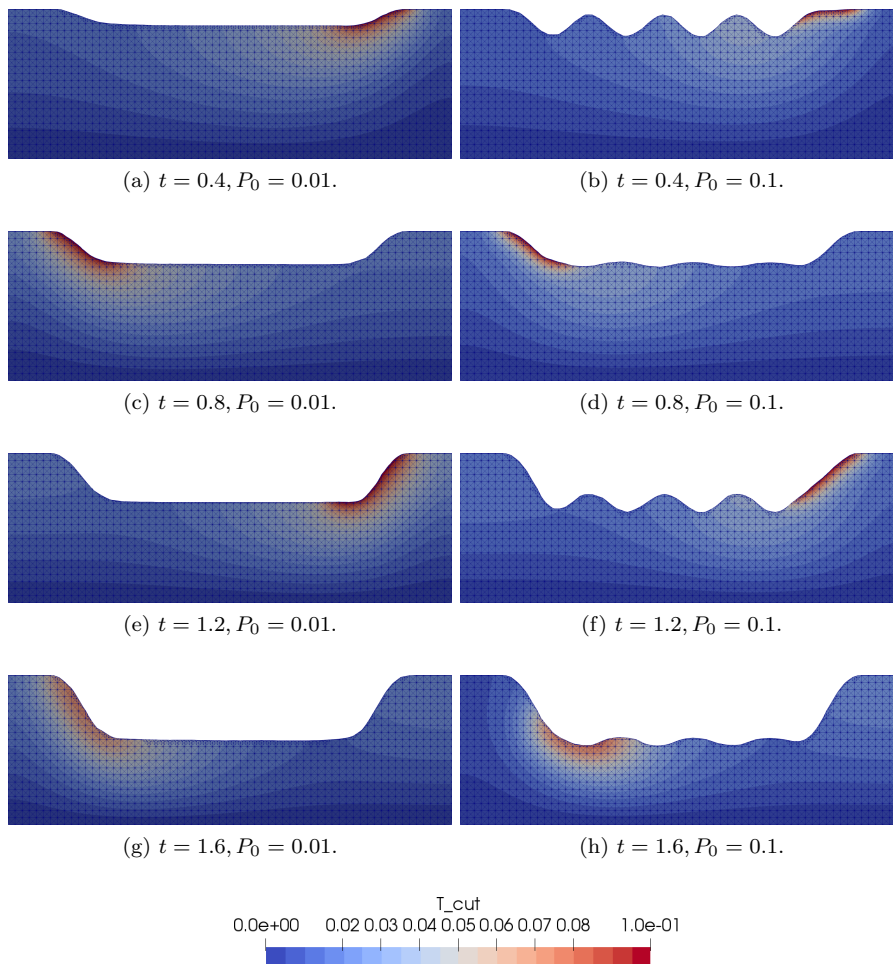 (a) t = 0.4, P₀ = 0.01.
(b) t = 0.4, P₀ = 0.1.
(c) t = 0.8, P₀ = 0.01.
(d) t = 0.8, P₀ = 0.1.
(e) t = 1.2, P₀ = 0.01.
(f) t = 1.2, P₀ = 0.1.
(g) t = 1.6, P₀ = 0.01.
(h) t = 1.6, P₀ = 0.1.
T_cut
0.0e+00 0.02 0.03 0.04 0.05 0.06 0.07 0.08 1.0e-01